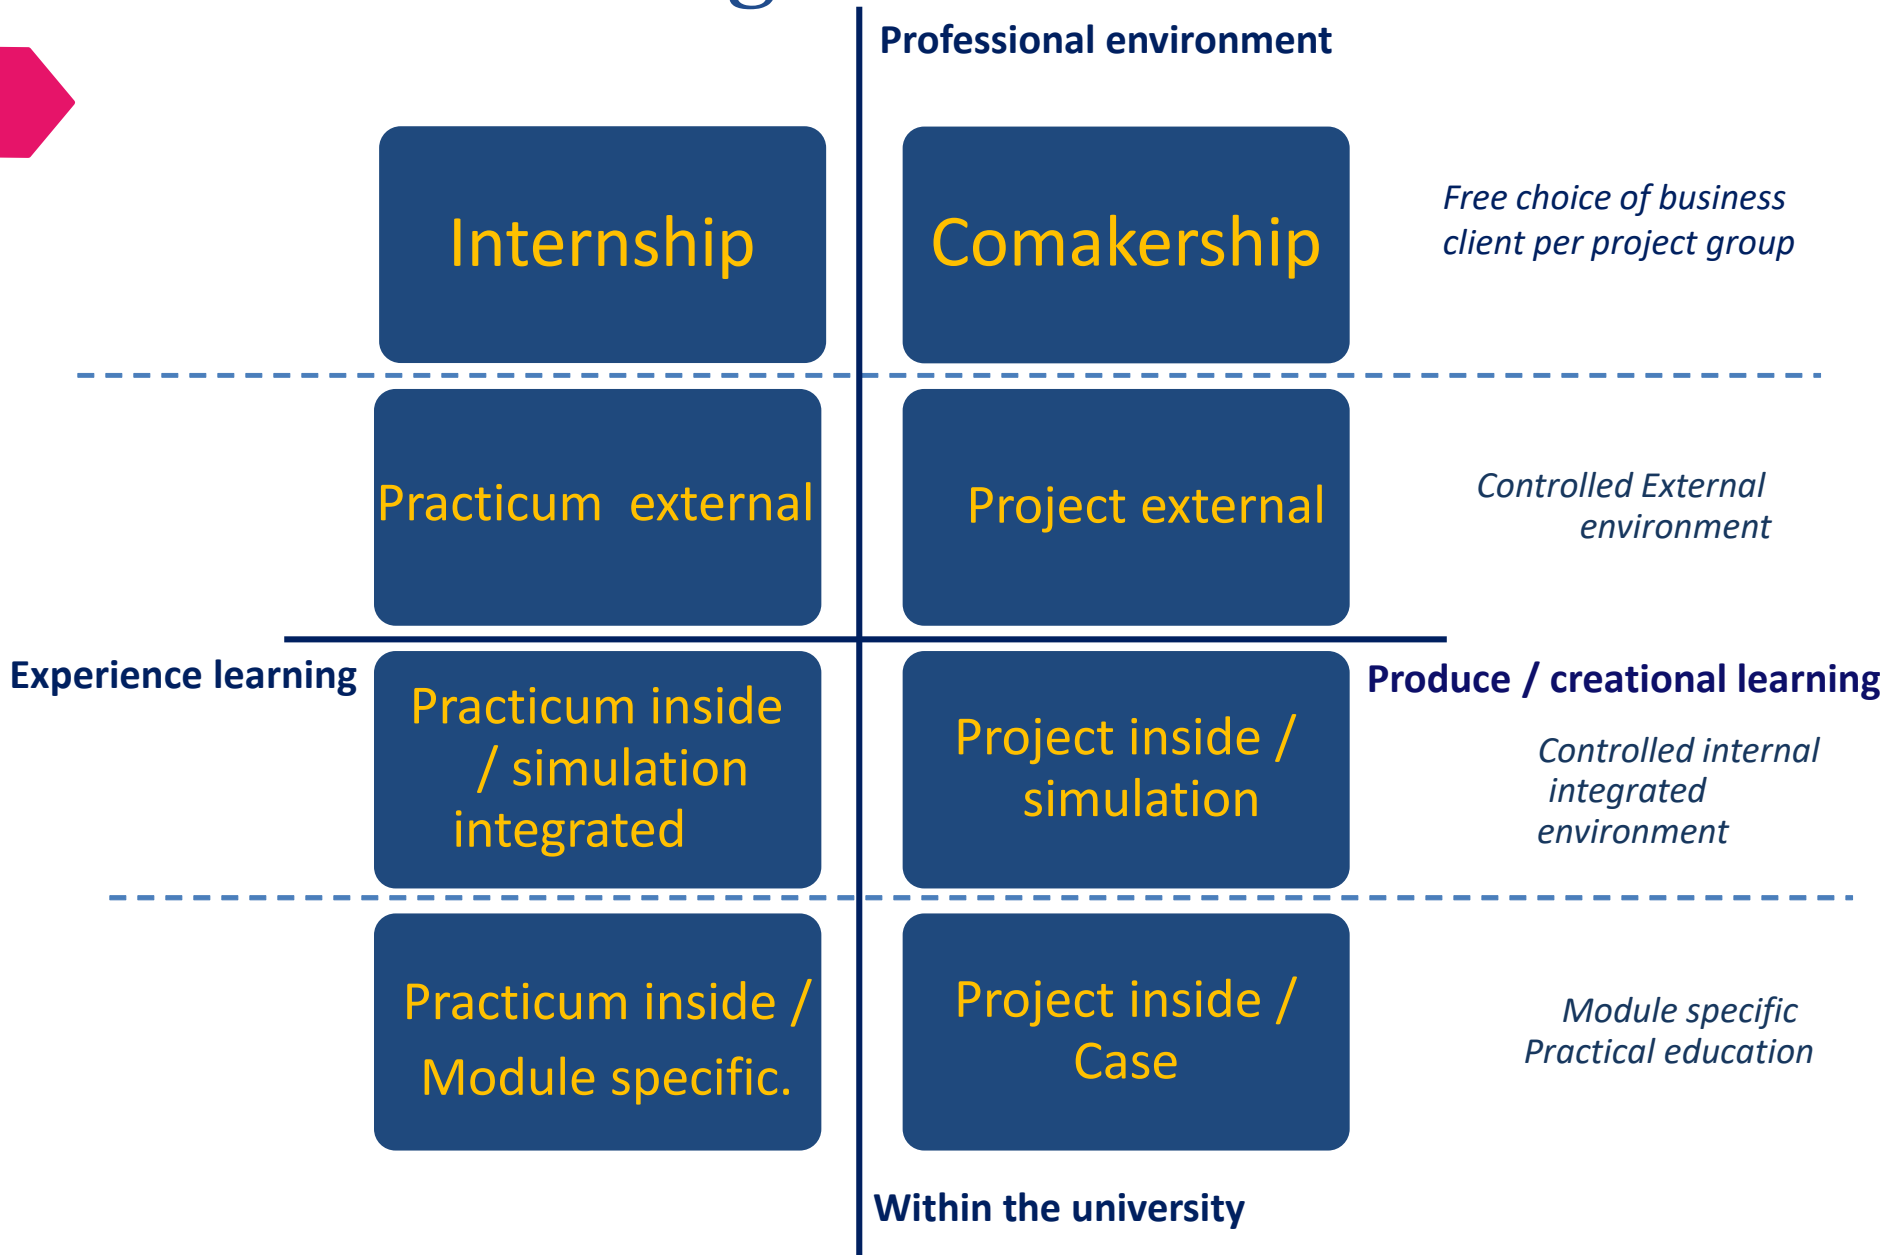 Professional environment
Internship
Comakership
Free choice of business
client per project group
Practicum external
Project external
Controlled External
environment
Experience learning
Produce / creational learning
Practicum inside
/ simulation
integrated
Project inside /
simulation
Controlled internal
integrated
environment
Practicum inside /
Module specific.
Project inside /
Case
Module specific
Practical education
Within the university